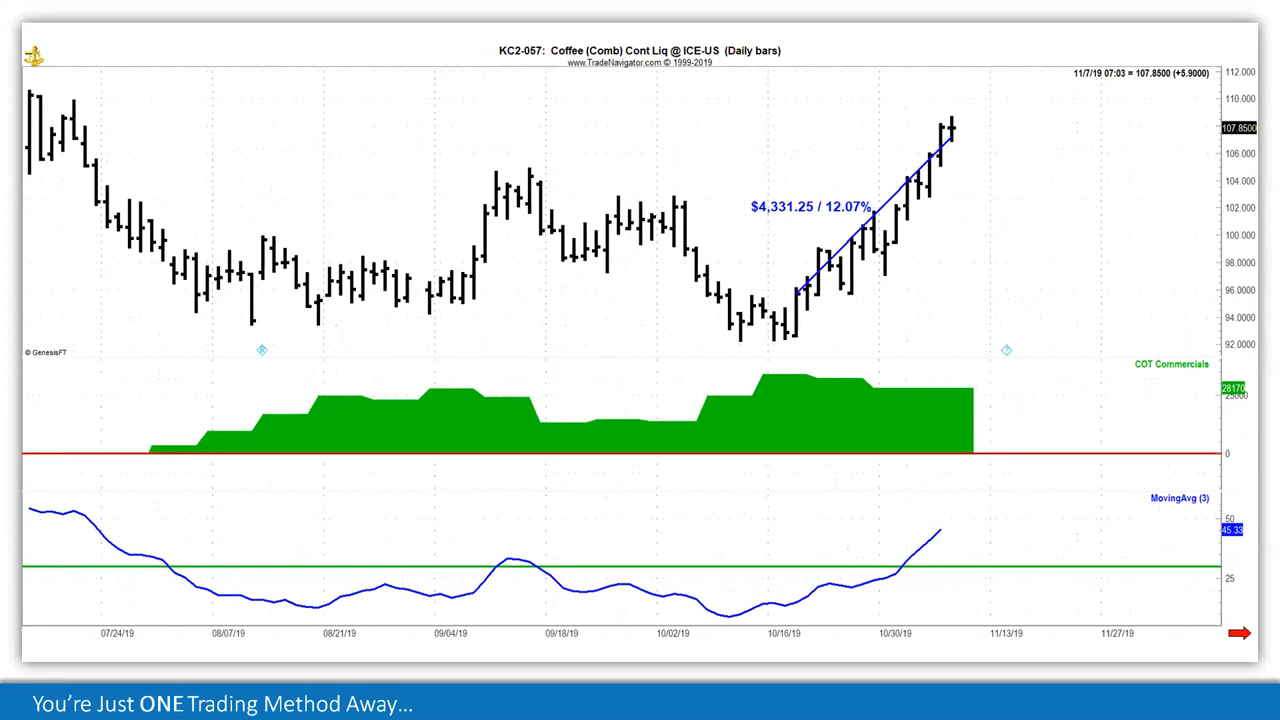 KC2-057: Coffee (Comb) Cont Liq @ ICE-US (Daily bars)
www.TradeNavigator.com © 1999-2019
11/7/19 07:03 = 107.8500 (+5.9000)
112.000
110.000
107.8500
106.000
104.000
$4,331.25 / 12.07%
102.000
100.000
98.0000
96.0000
94.0000
92.0000
© GenesisFT
R
?
COT Commercials
28170
25000
0
MovingAvg (3)
50
45.33
25
07/24/19 08/07/19 08/21/19 09/04/19 09/18/19 10/02/19 10/16/19 10/30/19 11/13/19 11/27/19
You're Just ONE Trading Method Away...